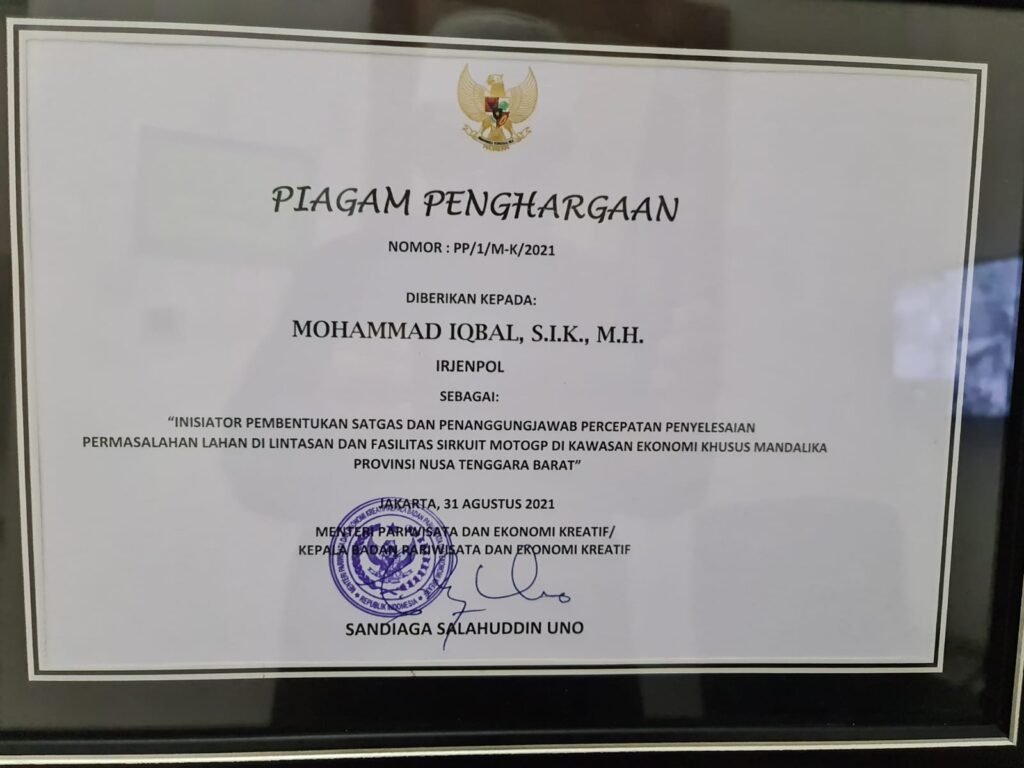 PIAGAM PENGHARGAAN
NOMOR : PP/1/M-K/2021
DIBERIKAN KEPADA:
MOHAMMAD IQBAL, S.I.K., M.H.
IRJENPOL
SEBAGAI:
“INISIATOR PEMBENTUKAN SATGAS DAN PENANGGUNGJAWAB PERCEPATAN PENYELESAIAN
PERMASALAHAN LAHAN DI LINTASAN DAN FASILITAS SIRKUIT MOTOGP DI KAWASAN EKONOMI KHUSUS MANDALIKA
PROVINSI NUSA TENGGARA BARAT”
JAKARTA, 31 AGUSTUS 2021
MENTERI PARIWISATA DAN EKONOMI KREATIF/
KEPALA BADAN PARIWISATA DAN EKONOMI KREATIF
REPUBLIK INDONESIA
SANDIAGA SALAHUDDIN UNO